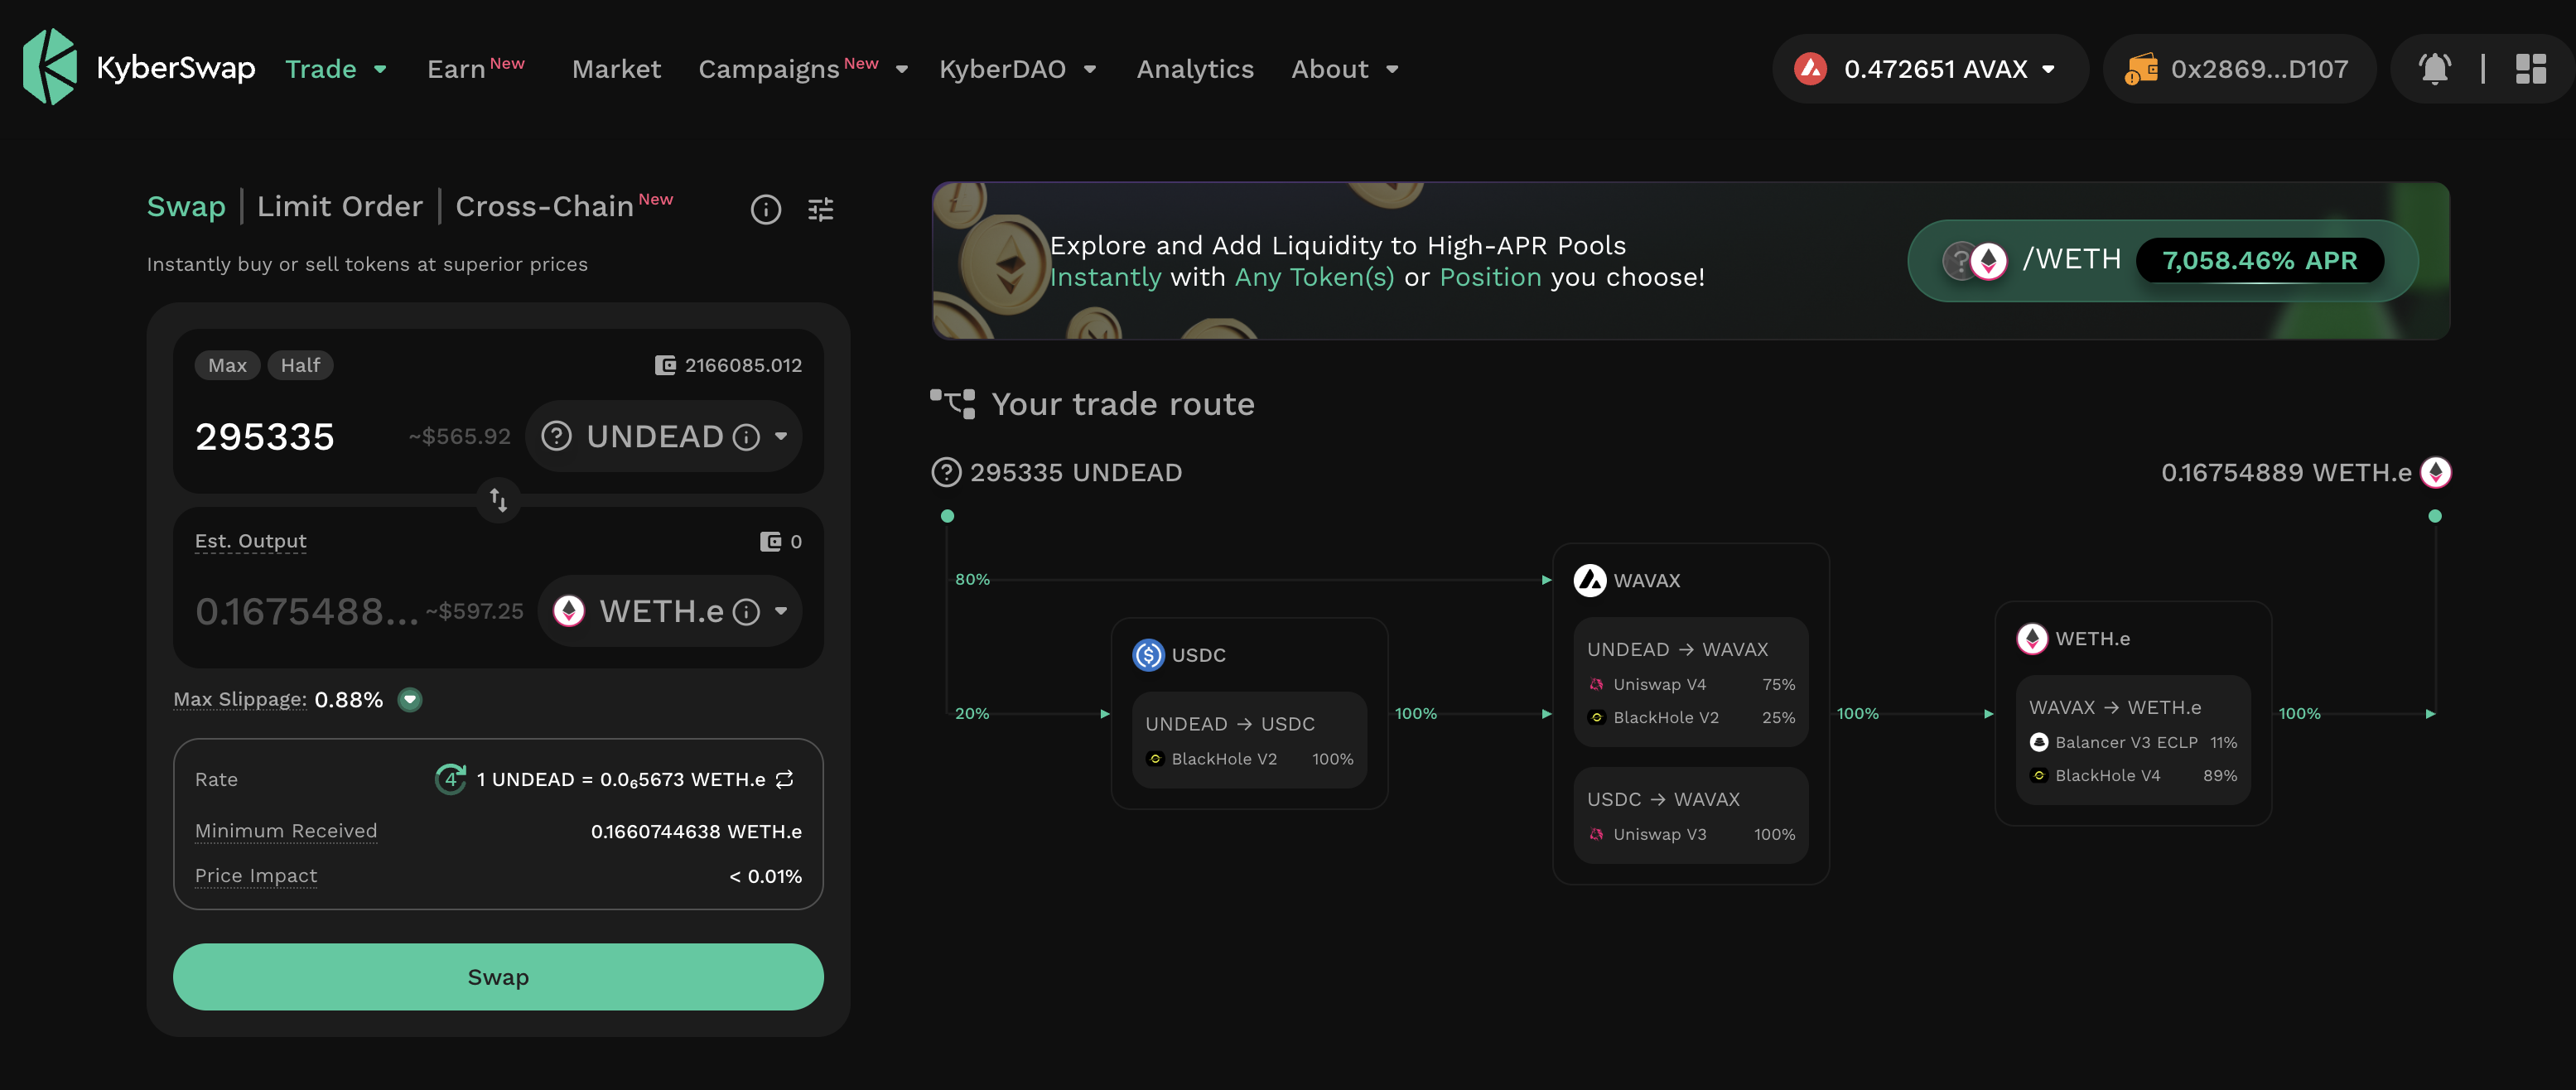 KyberSwap Trade Earn New Market Campaigns New KyberDAO Analytics About 0.472651 AVAX 0x2869...D107
Swap | Limit Order | Cross-Chain New
Instantly buy or sell tokens at superior prices
Max Half 2166085.012
295335 ~$565.92 UNDEAD
Est. Output 0
0.1675488... ~$597.25 WETH.e
Max Slippage: 0.88%
Rate 4 1 UNDEAD = 0.0₆5673 WETH.e
Minimum Received 0.1660744638 WETH.e
Price Impact < 0.01%
Swap
Explore and Add Liquidity to High-APR Pools
Instantly with Any Token(s) or Position you choose!
/WETH 7,058.46% APR
Your trade route
295335 UNDEAD 0.16754889 WETH.e
80%
20%
USDC
UNDEAD → USDC
BlackHole V2 100%
100%
WAVAX
UNDEAD → WAVAX
Uniswap V4 75%
BlackHole V2 25%
USDC → WAVAX
Uniswap V3 100%
100%
WETH.e
WAVAX → WETH.e
Balancer V3 ECLP 11%
BlackHole V4 89%
100%